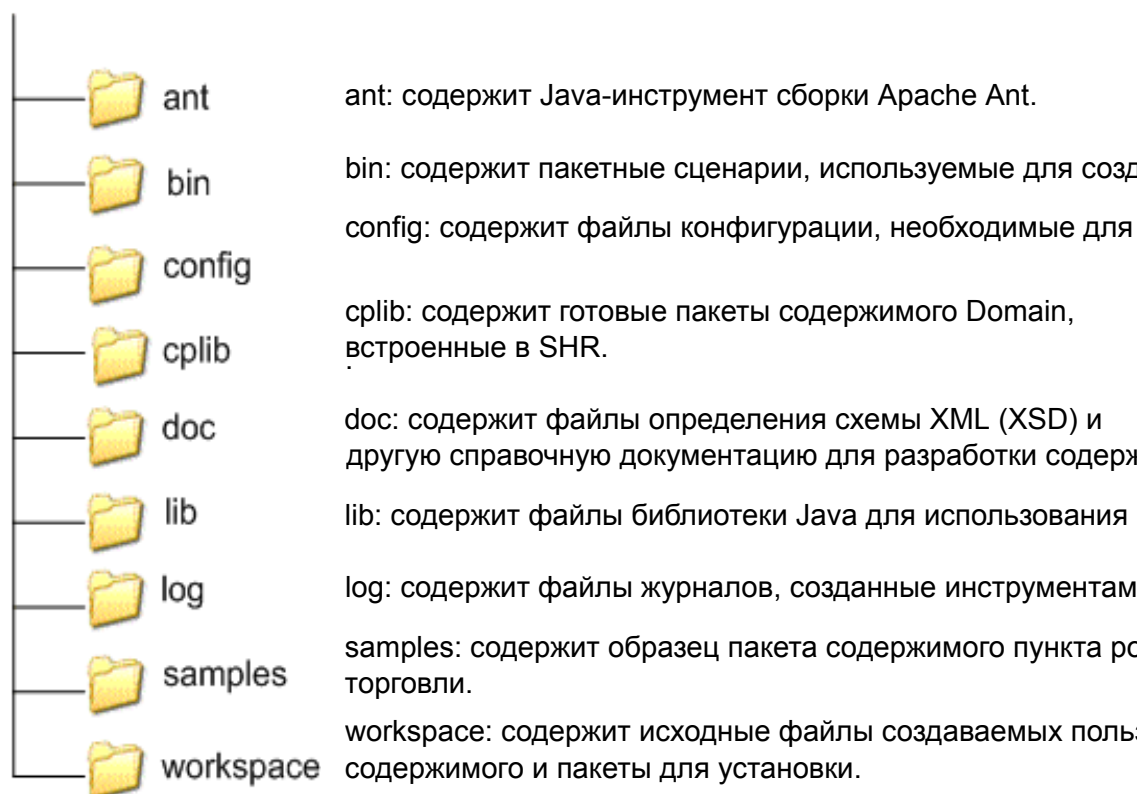 ant
ant: содержит Java-инструмент сборки Apache Ant.
bin
bin: содержит пакетные сценарии, используемые для созд
config
config: содержит файлы конфигурации, необходимые для
cplib
cplib: содержит готовые пакеты содержимого Domain,
встроенные в SHR.
doc
doc: содержит файлы определения схемы XML (XSD) и
другую справочную документацию для разработки содерж
lib
lib: содержит файлы библиотеки Java для использования
log
log: содержит файлы журналов, созданные инструментам
samples
samples: содержит образец пакета содержимого пункта ро
торговли.
workspace
workspace: содержит исходные файлы создаваемых польз
содержимого и пакеты для установки.